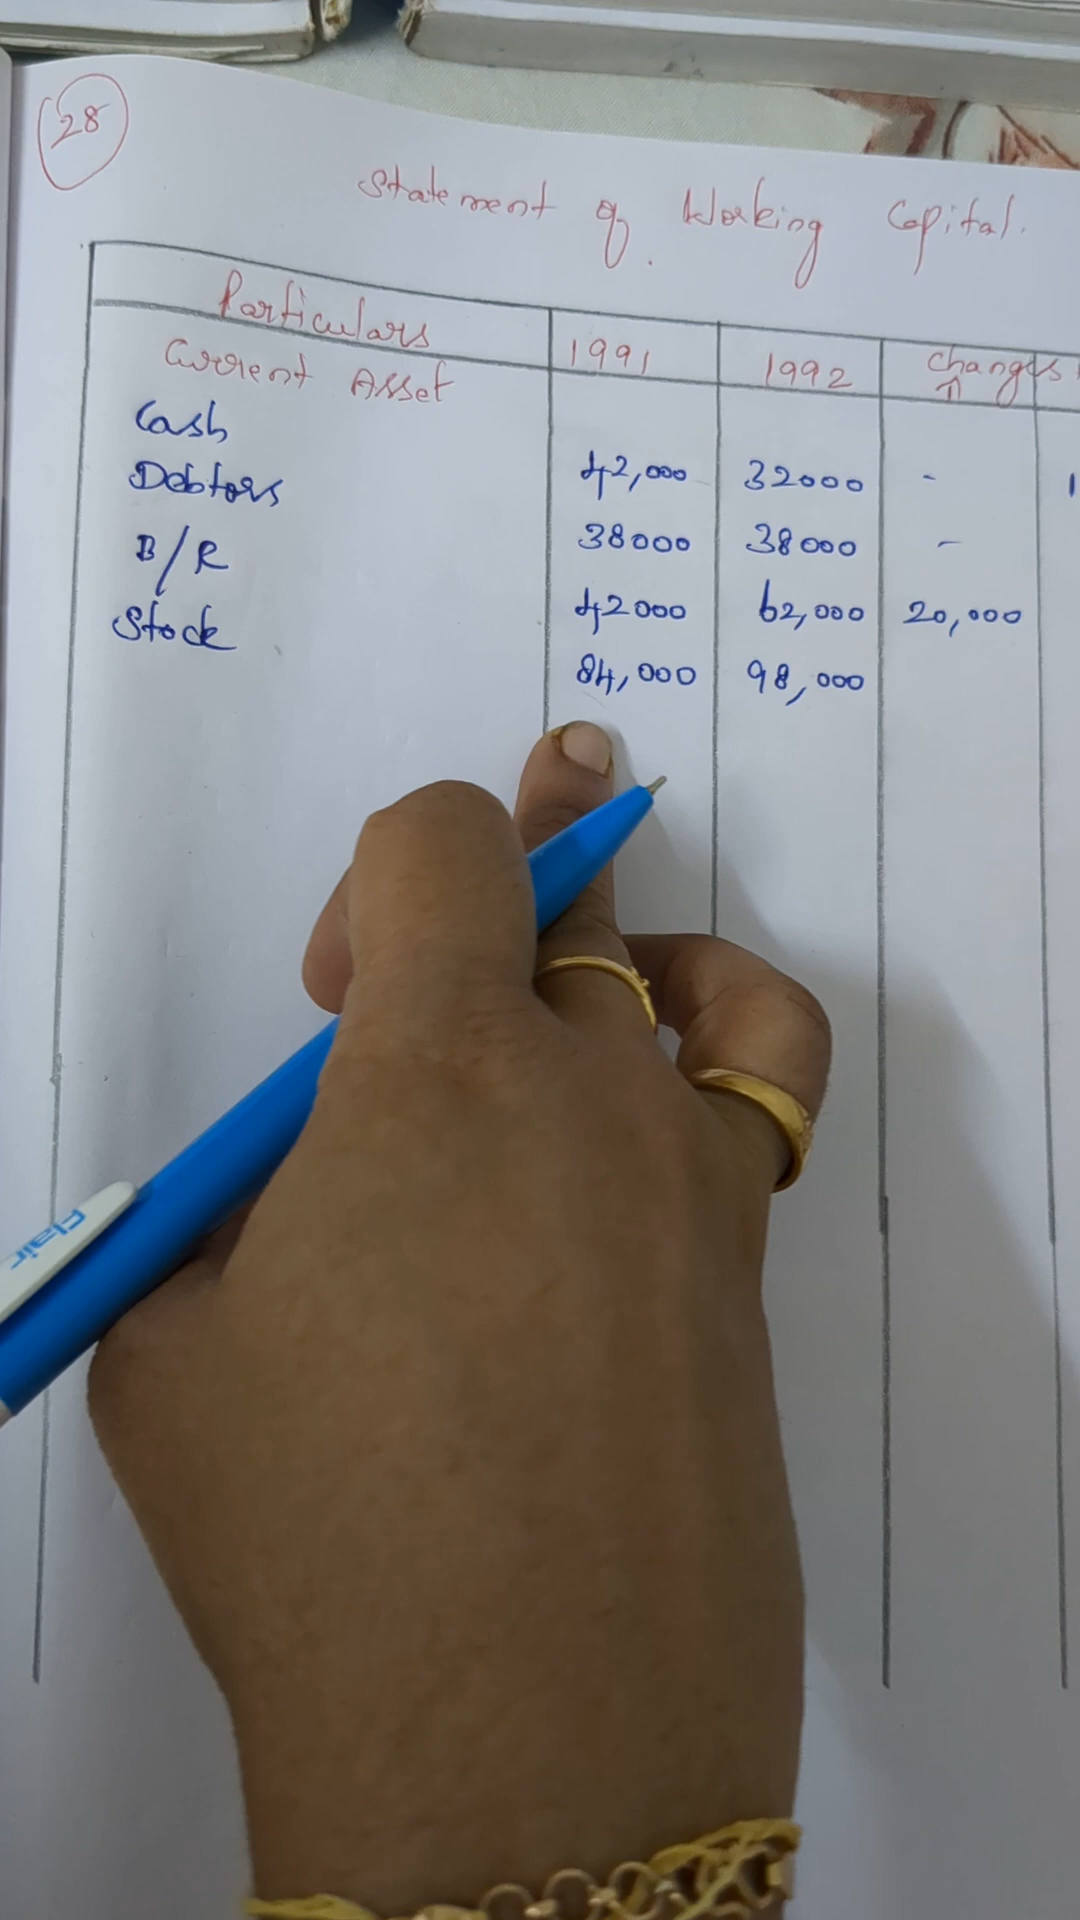 28
Statement of Working Capital.
Particulars 1991 1992 changes
Current Asset ↑
Cash 42,000 32000 - 1
Debtors 38000 38000 -
B/R 42000 62,000 20,000
Stock 84,000 98,000
Flair